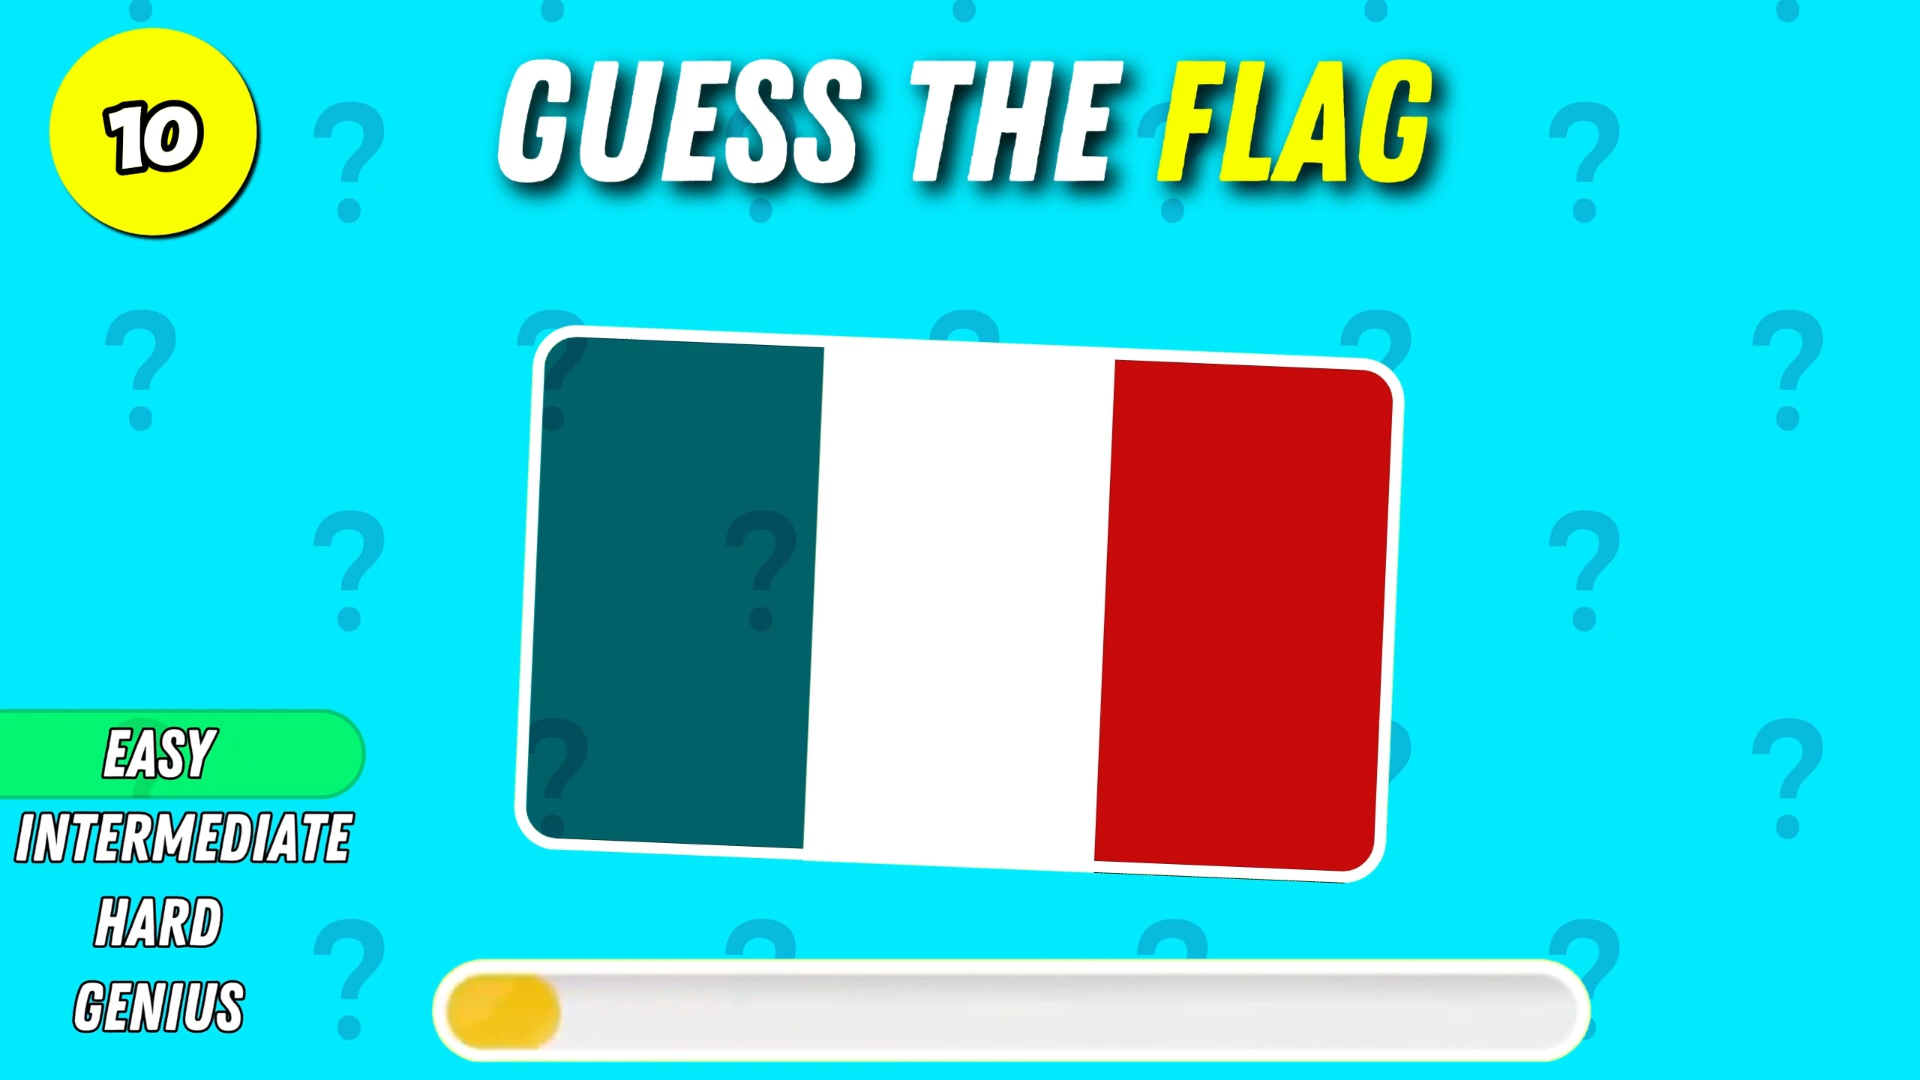 10
GUESS THE FLAG
EASY
INTERMEDIATE
HARD
GENIUS